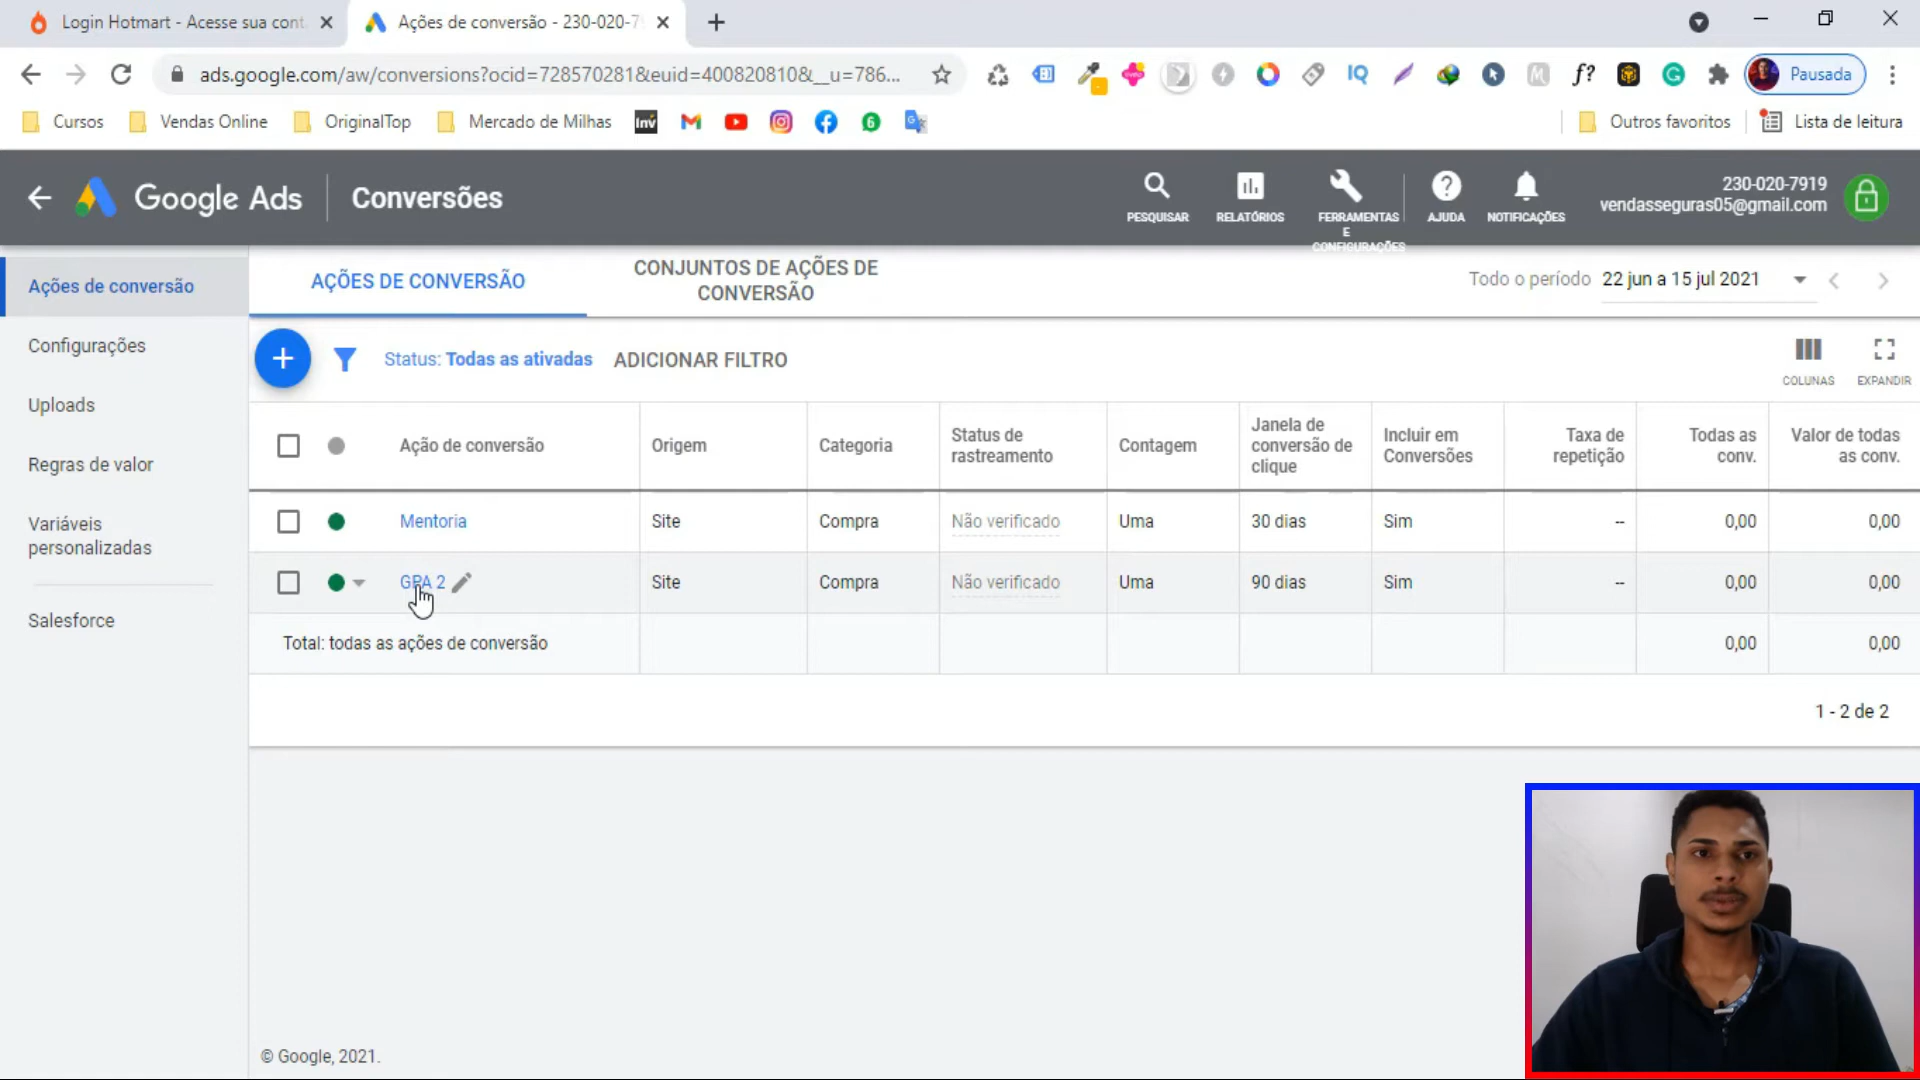 Login Hotmart - Acesse sua cont
Ações de conversão - 230-020-7
ads.google.com/aw/conversions?ocid=728570281&euid=400820810&__u=786...
IQ
f?
Pausada
Cursos
Vendas Online
OriginalTop
Mercado de Milhas
Inv
6
Outros favoritos
Lista de leitura
Google Ads
Conversões
PESQUISAR
RELATÓRIOS
FERRAMENTAS
E
CONFIGURAÇÕES
AJUDA
NOTIFICAÇÕES
230-020-7919
vendasseguras05@gmail.com
Ações de conversão
Configurações
Uploads
Regras de valor
Variáveis
personalizadas
Salesforce
AÇÕES DE CONVERSÃO
CONJUNTOS DE AÇÕES DE
CONVERSÃO
Todo o período 22 jun a 15 jul 2021
Status: Todas as ativadas ADICIONAR FILTRO
COLUNAS
EXPANDIR
Ação de conversão
Origem
Categoria
Status de
rastreamento
Contagem
Janela de
conversão de
clique
Incluir em
Conversões
Taxa de
repetição
Todas as
conv.
Valor de todas
as conv.
Mentoria Site Compra Não verificado Uma 30 dias Sim -- 0,00 0,00
GPA 2 Site Compra Não verificado Uma 90 dias Sim -- 0,00 0,00
Total: todas as ações de conversão 0,00 0,00
1 - 2 de 2
© Google, 2021.